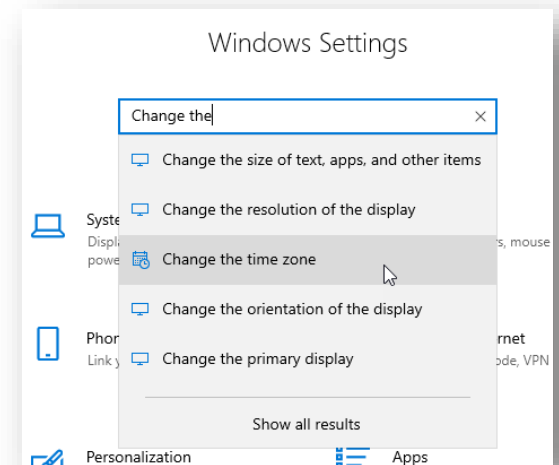 Windows Settings
Change the
Change the size of text, apps, and other items
Change the resolution of the display
Change the time zone
Change the orientation of the display
Change the primary display
Show all results
Personalization
Apps